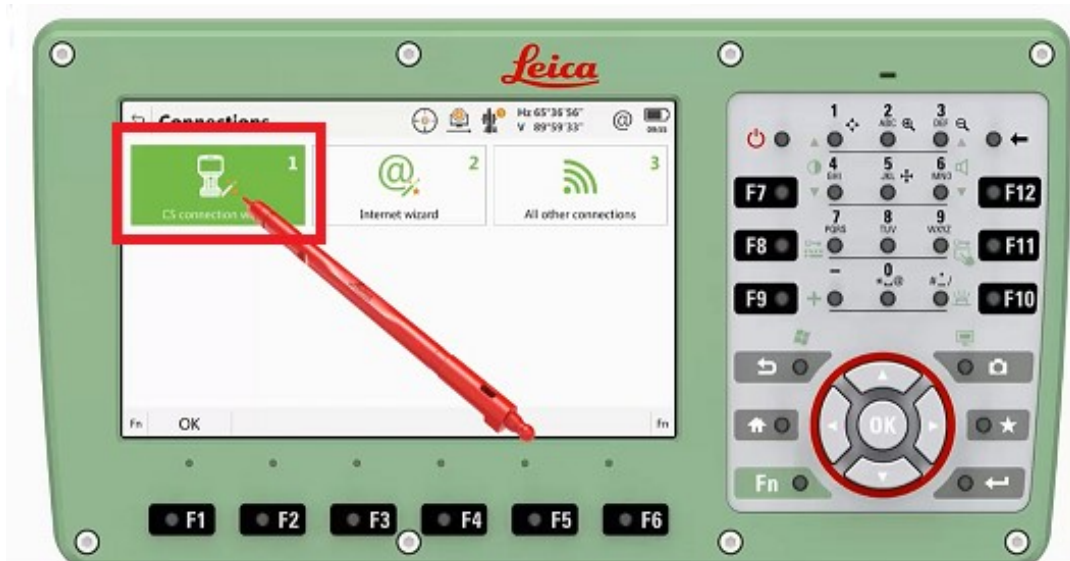 Leica
Connections
Hz 65°36'56"
V 89°59'33"
@
1
CS connection
2
@
Internet wizard
3
All other connections
Fn OK Fn
F1 F2 F3 F4 F5 F6
1 2 ABC 3 DEF
4 GHI 5 JKL 6 MNO
F7 F12
7 PQRS 8 TUV 9 WXYZ
F8 F11
- 0 *⎵@ #./
F9 + F10
OK
Fn